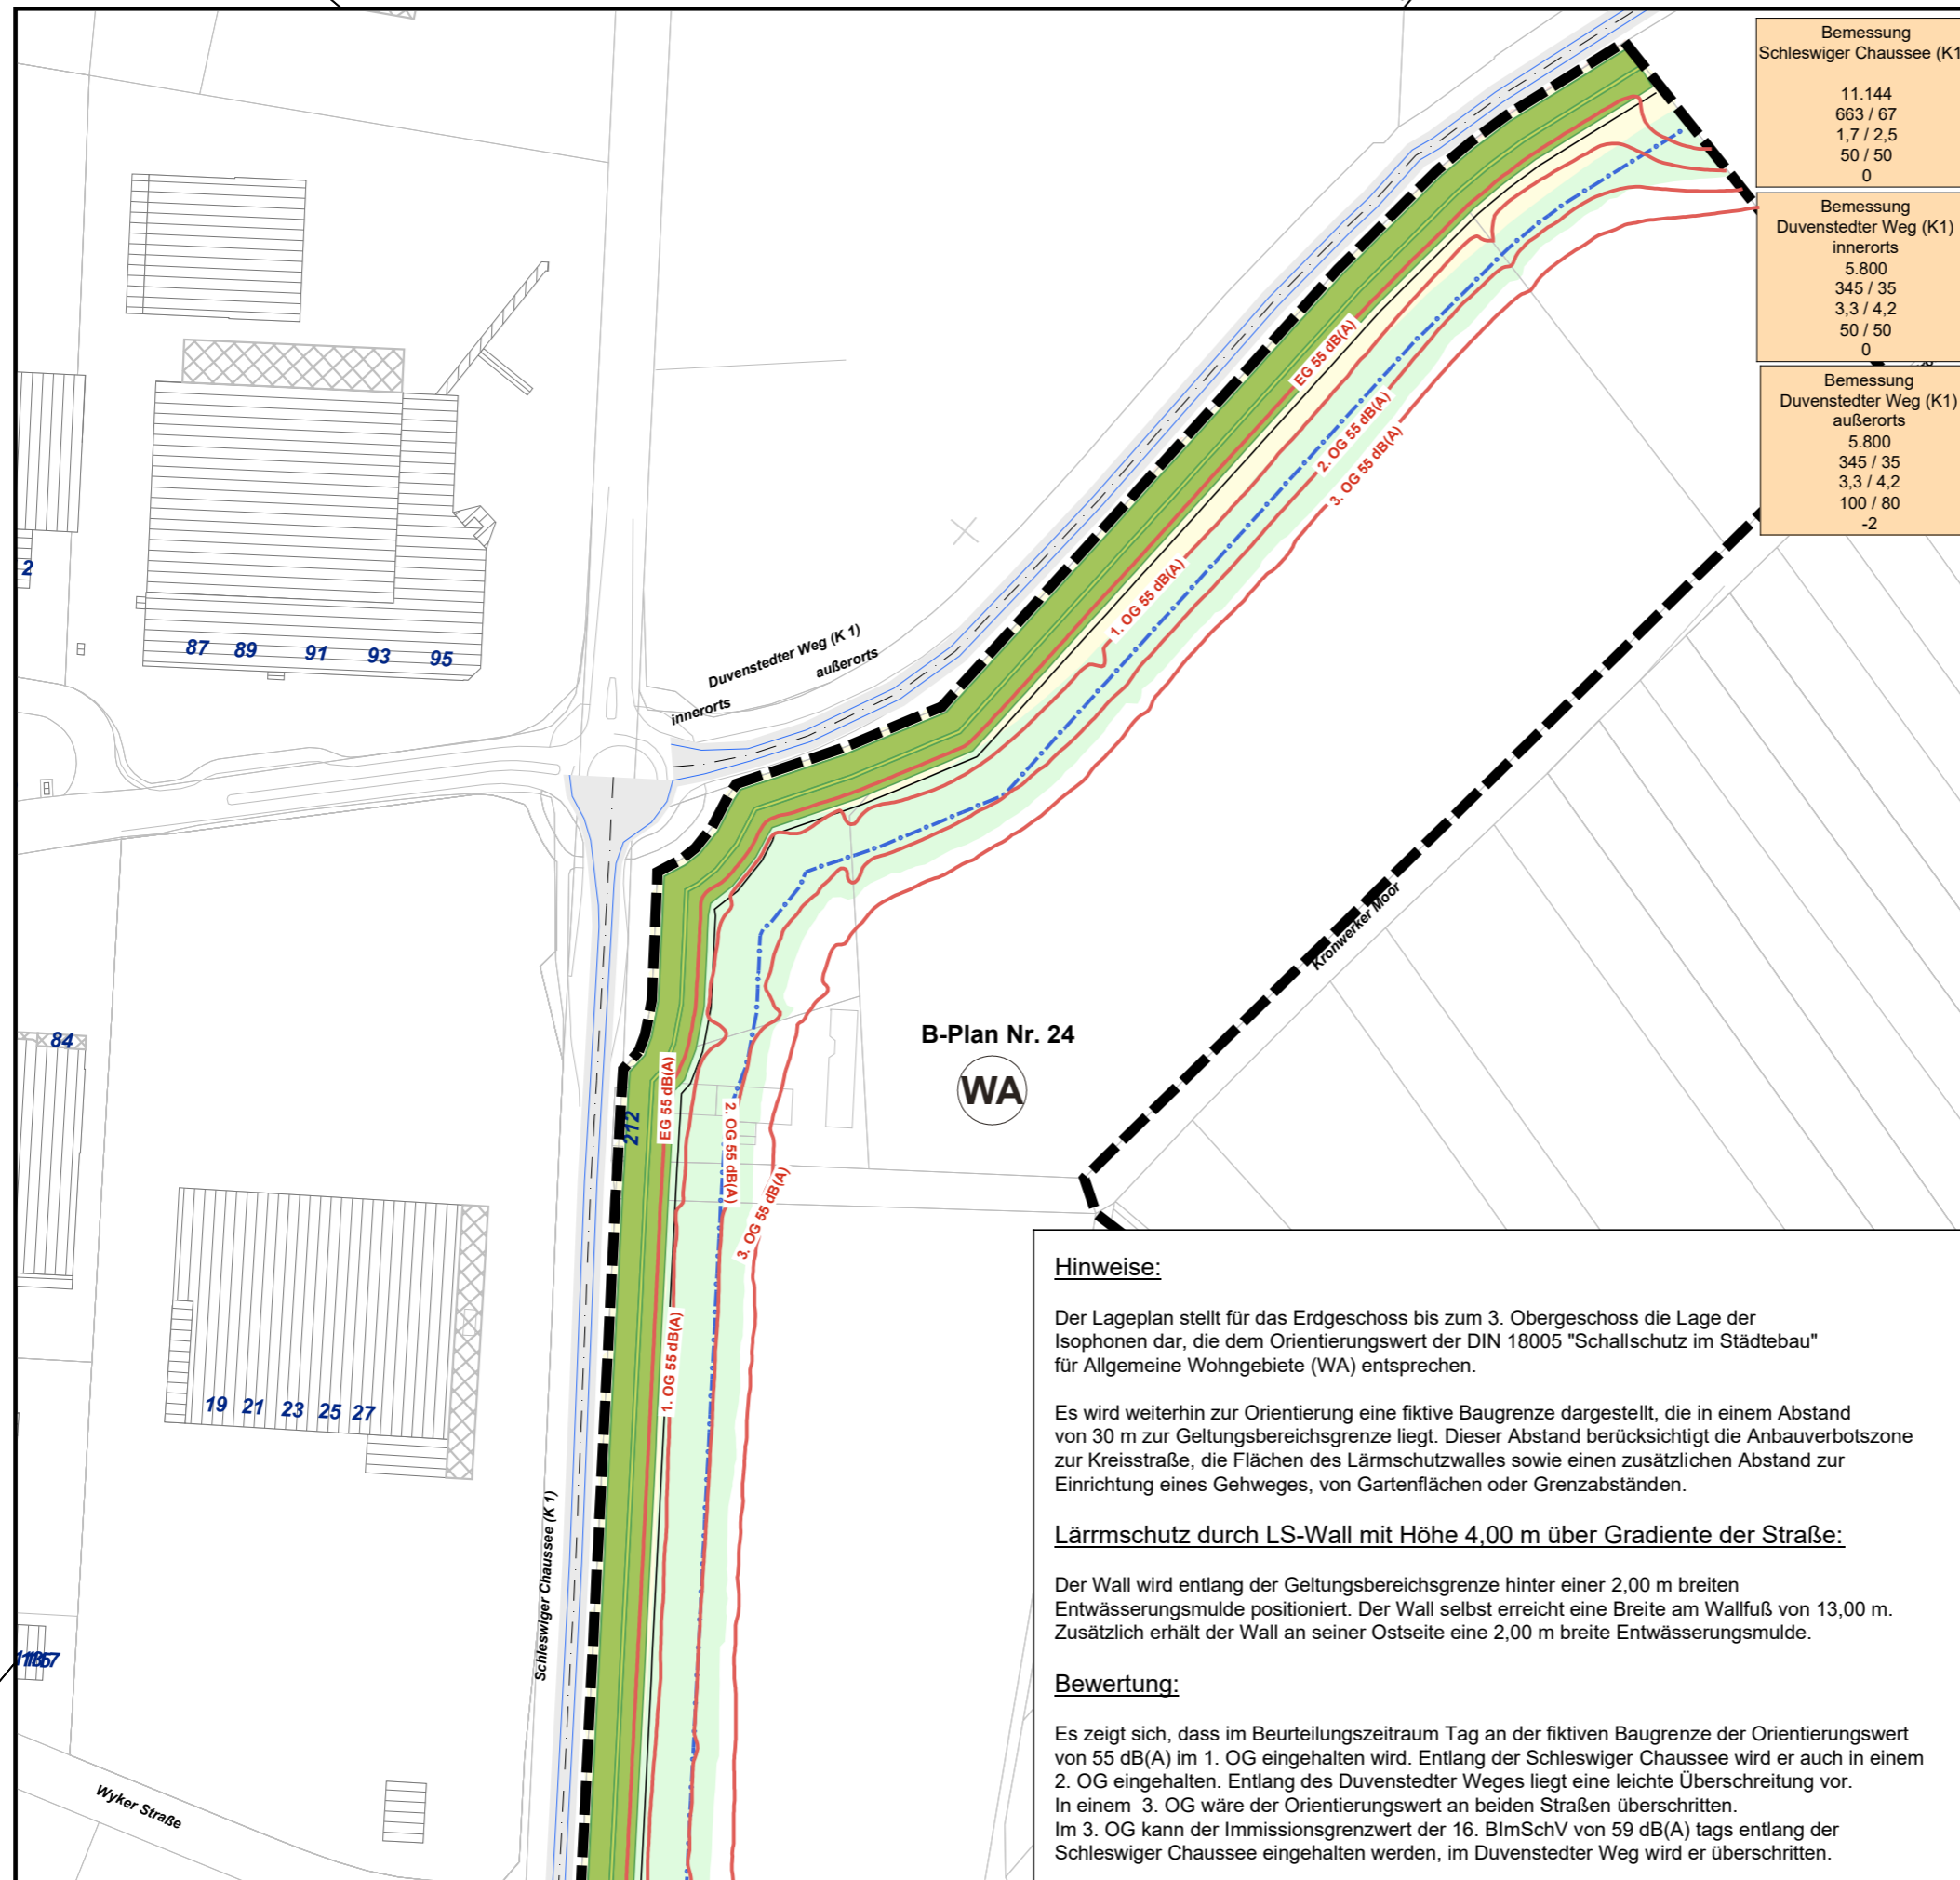 Bemessung
Schleswiger Chaussee (K1
11.144
663 / 67
1,7 / 2,5
50 / 50
0
Bemessung
Duvenstedter Weg (K1)
innerorts
5.800
345 / 35
3,3 / 4,2
50 / 50
0
Bemessung
Duvenstedter Weg (K1)
außerorts
5.800
345 / 35
3,3 / 4,2
100 / 80
-2
EG 55 dB(A)
2. OG 55 dB(A)
3. OG 55 dB(A)
1. OG 55 dB(A)
2
87 89 91 93 95
Duvenstedter Weg (K 1)
innerorts
außerorts
Kronwerker Moor
B-Plan Nr. 24
WA
84
212
EG 55 dB(A)
2. OG 55 dB(A)
3. OG 55 dB(A)
1. OG 55 dB(A)
19 21 23 25 27
Schleswiger Chaussee (K 1)
Wyker Straße
Hinweise:
Der Lageplan stellt für das Erdgeschoss bis zum 3. Obergeschoss die Lage der
Isophonen dar, die dem Orientierungswert der DIN 18005 "Schallschutz im Städtebau"
für Allgemeine Wohngebiete (WA) entsprechen.
Es wird weiterhin zur Orientierung eine fiktive Baugrenze dargestellt, die in einem Abstand
von 30 m zur Geltungsbereichsgrenze liegt. Dieser Abstand berücksichtigt die Anbauverbotszone
zur Kreisstraße, die Flächen des Lärmschutzwalles sowie einen zusätzlichen Abstand zur
Einrichtung eines Gehweges, von Gartenflächen oder Grenzabständen.
Lärrmschutz durch LS-Wall mit Höhe 4,00 m über Gradiente der Straße:
Der Wall wird entlang der Geltungsbereichsgrenze hinter einer 2,00 m breiten
Entwässerungsmulde positioniert. Der Wall selbst erreicht eine Breite am Wallfuß von 13,00 m.
Zusätzlich erhält der Wall an seiner Ostseite eine 2,00 m breite Entwässerungsmulde.
Bewertung:
Es zeigt sich, dass im Beurteilungszeitraum Tag an der fiktiven Baugrenze der Orientierungswert
von 55 dB(A) im 1. OG eingehalten wird. Entlang der Schleswiger Chaussee wird er auch in einem
2. OG eingehalten. Entlang des Duvenstedter Weges liegt eine leichte Überschreitung vor.
In einem 3. OG wäre der Orientierungswert an beiden Straßen überschritten.
Im 3. OG kann der Immissionsgrenzwert der 16. BImSchV von 59 dB(A) tags entlang der
Schleswiger Chaussee eingehalten werden, im Duvenstedter Weg wird er überschritten.